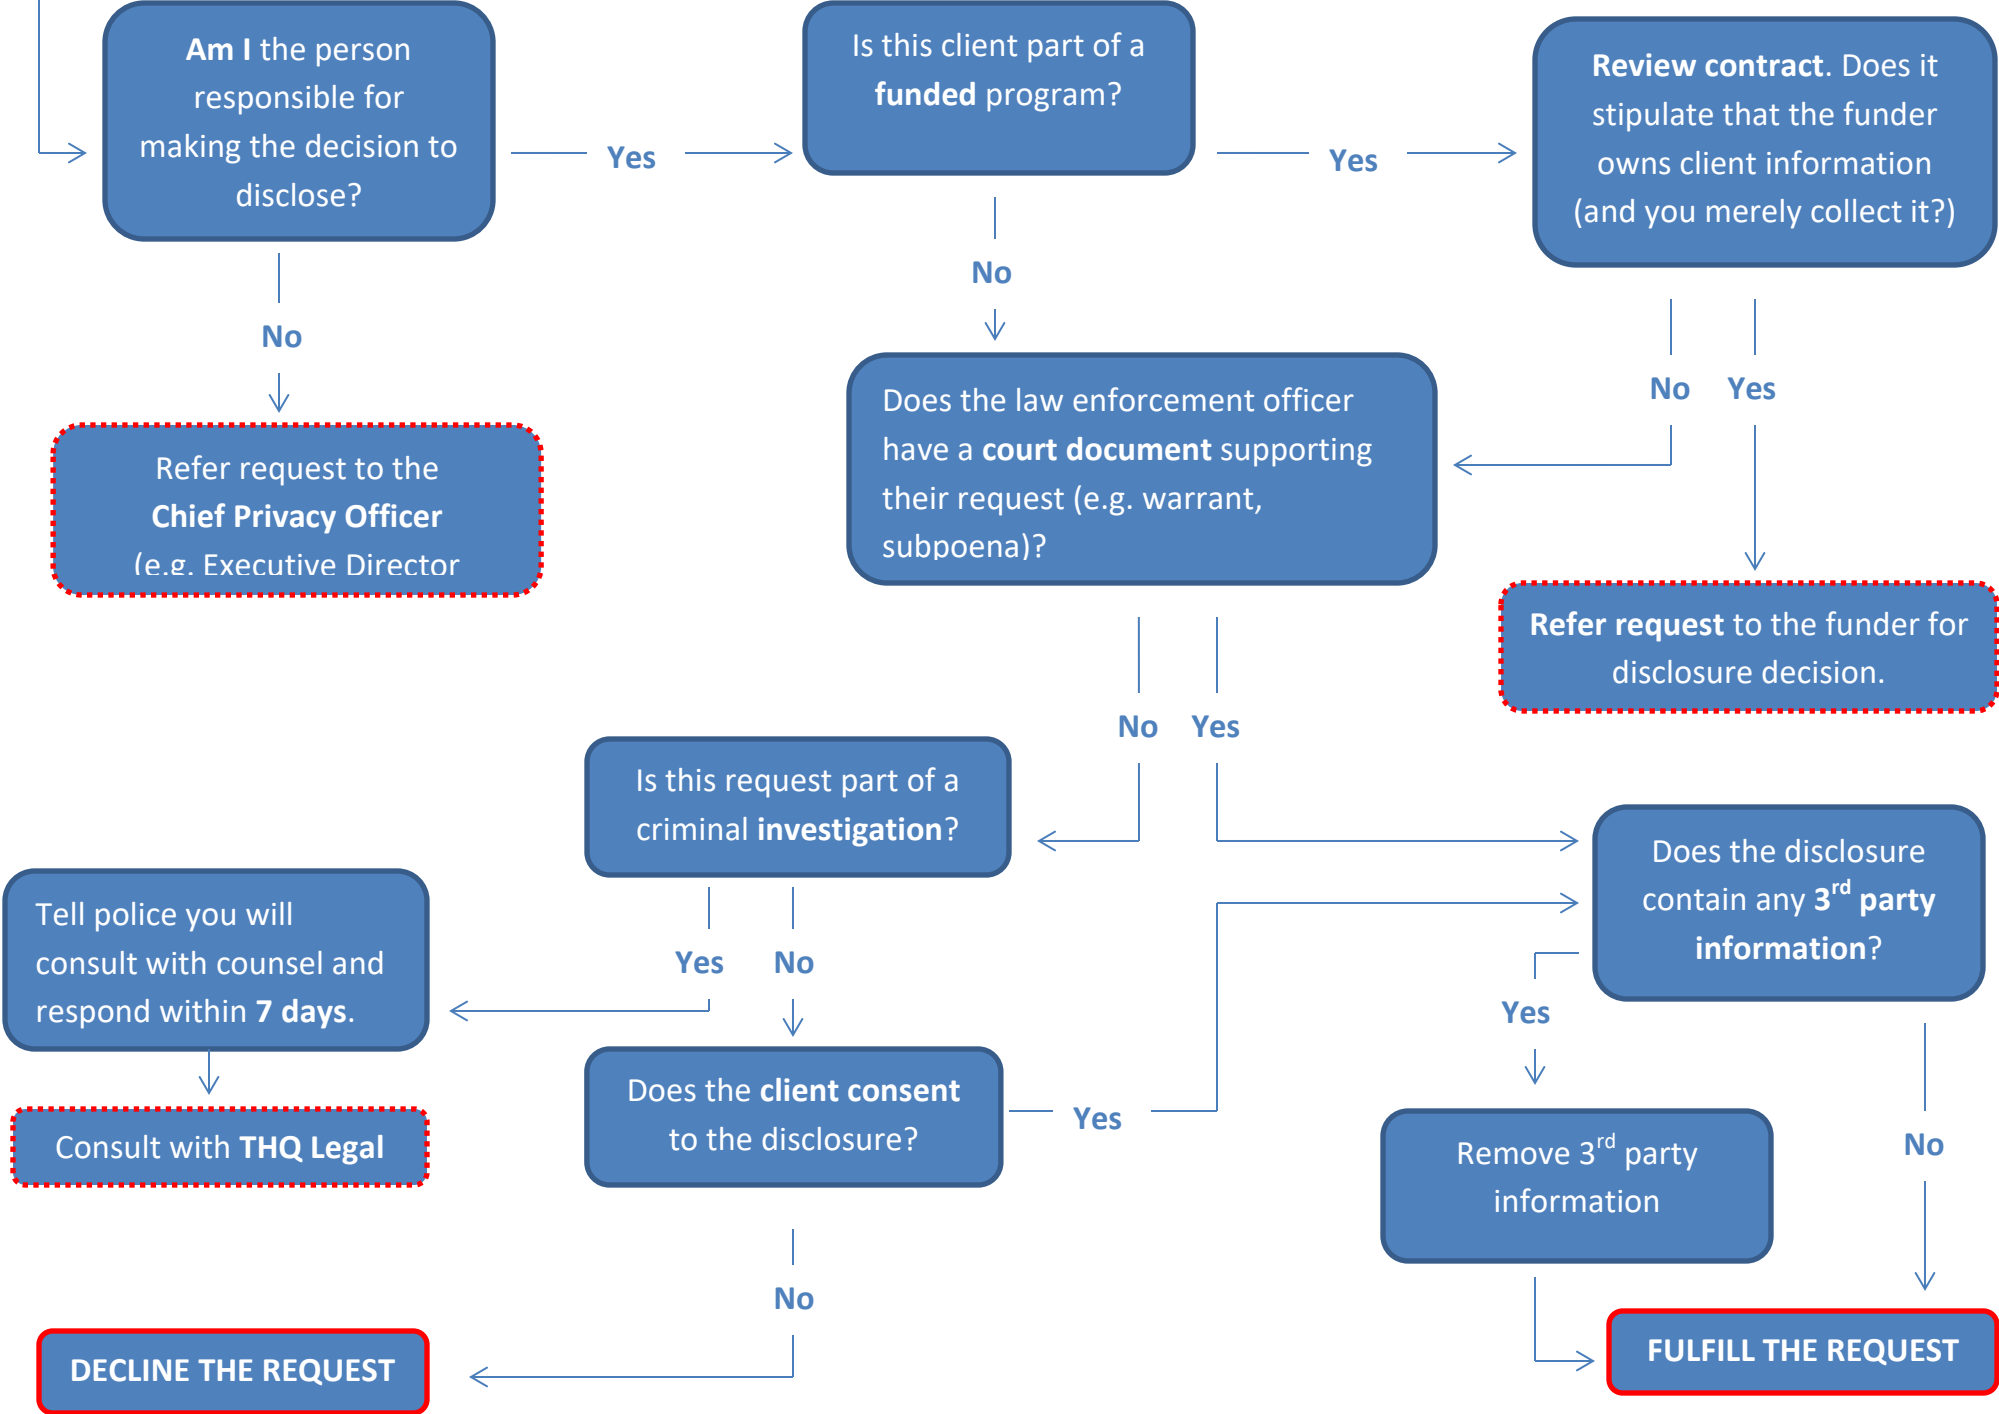 Am I the person
responsible for
making the decision to
disclose?
Yes
Is this client part of a
funded program?
Yes
Review contract. Does it
stipulate that the funder
owns client information
(and you merely collect it?)
No
No
No
Yes
Refer request to the
Chief Privacy Officer
(e.g. Executive Director
Does the law enforcement officer
have a court document supporting
their request (e.g. warrant,
subpoena)?
Refer request to the funder for
disclosure decision.
No
Yes
Is this request part of a
criminal investigation?
Does the disclosure
contain any 3rd party
information?
Tell police you will
consult with counsel and
respond within 7 days.
Yes
No
Yes
Consult with THQ Legal
Does the client consent
to the disclosure?
Yes
Remove 3rd party
information
No
No
DECLINE THE REQUEST
FULFILL THE REQUEST